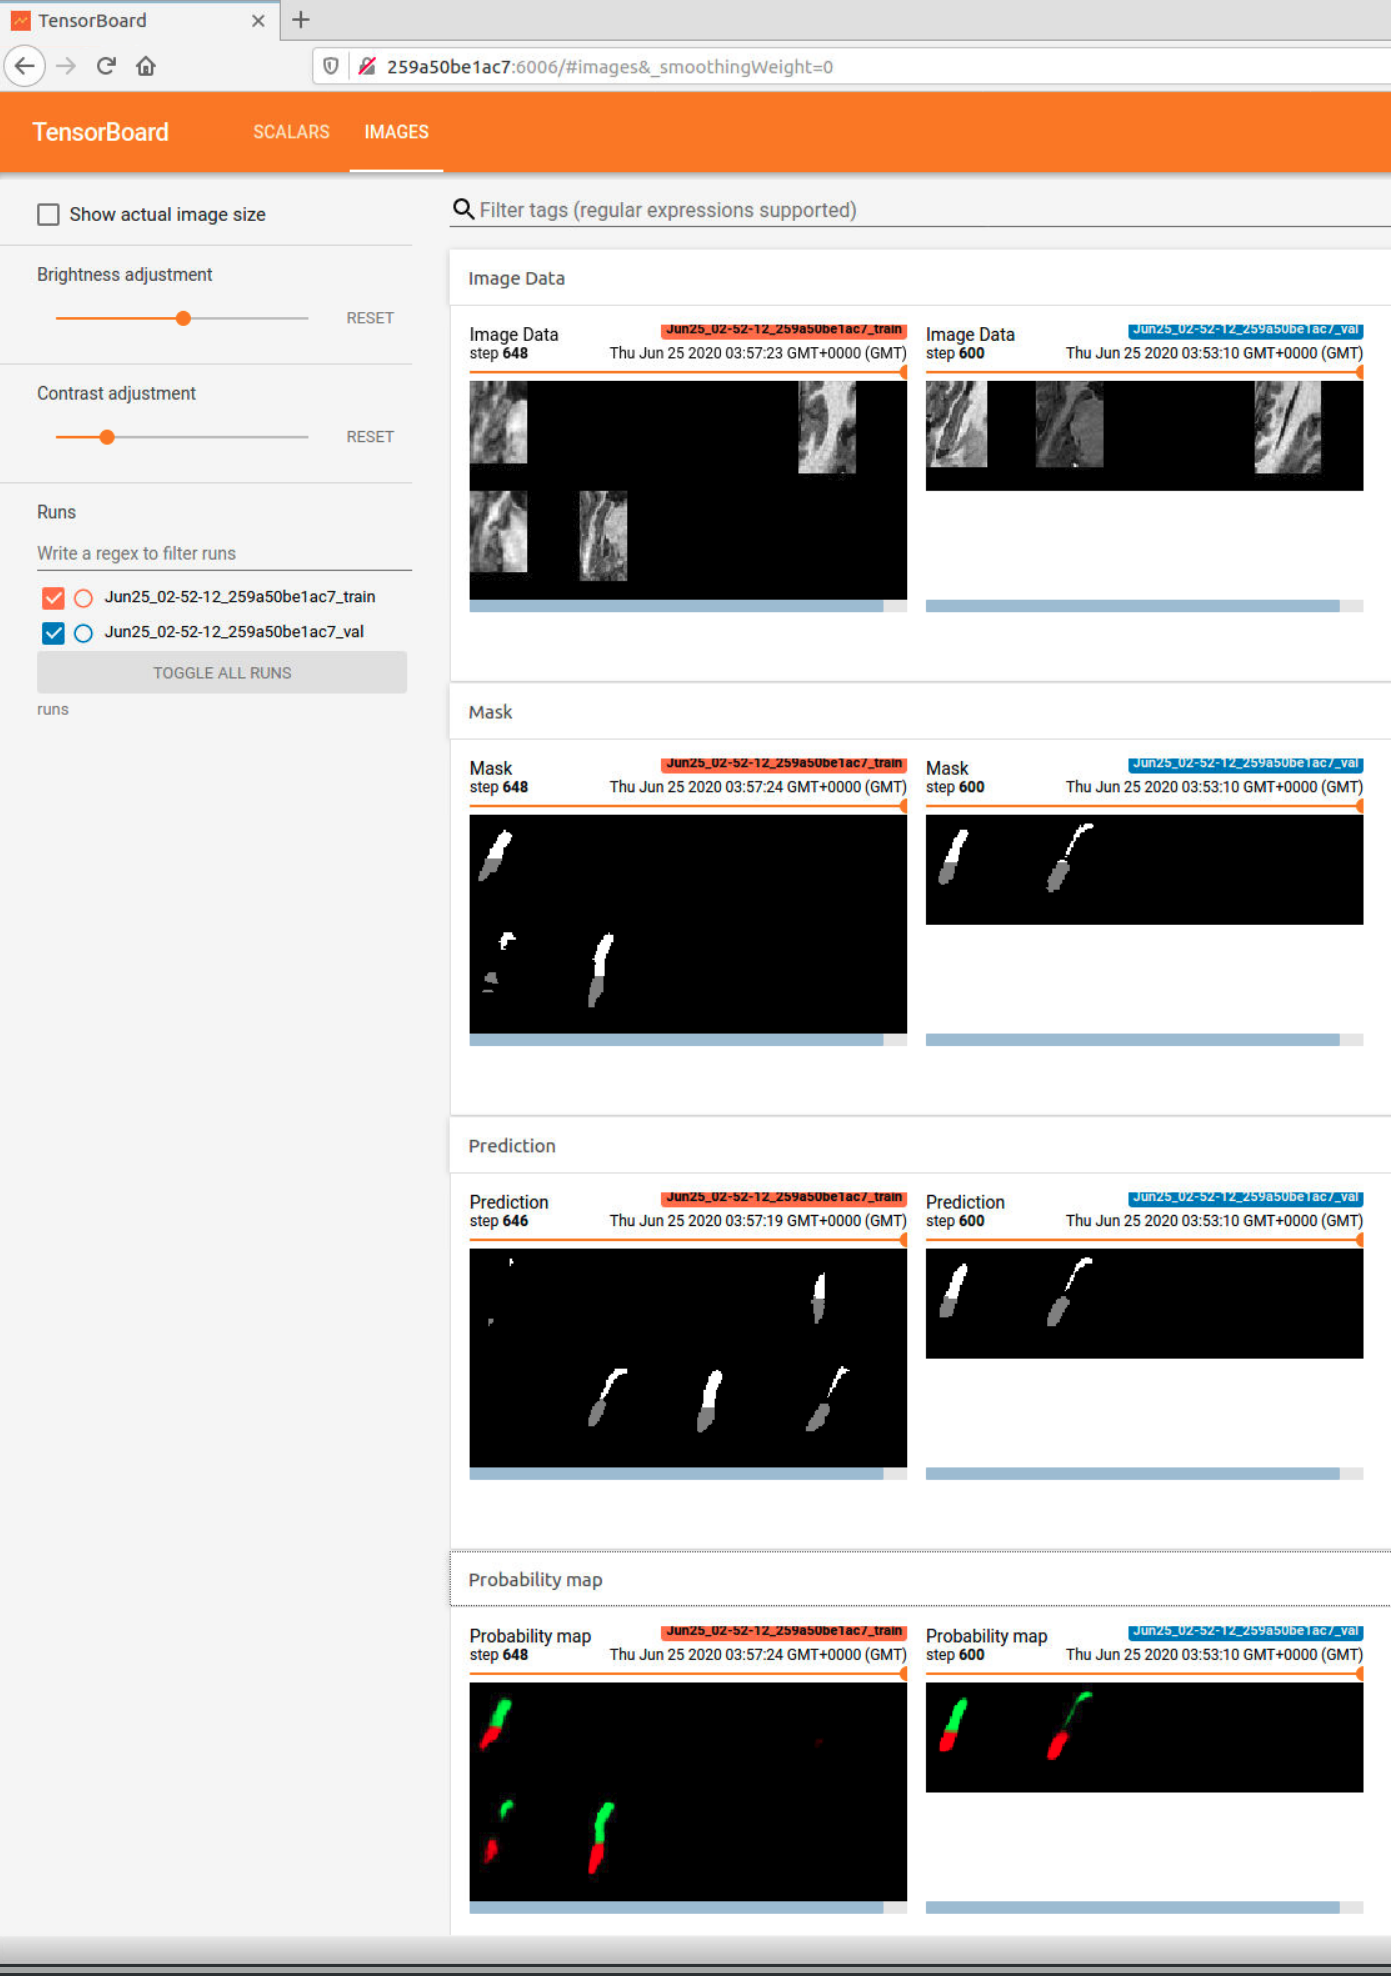 TensorBoard
259a50be1ac7:6006/#images&_smoothingWeight=0
TensorBoard SCALARS IMAGES
Show actual image size
Brightness adjustment
RESET
Contrast adjustment
RESET
Runs
Write a regex to filter runs
Jun25_02-52-12_259a50be1ac7_train
Jun25_02-52-12_259a50be1ac7_val
TOGGLE ALL RUNS
runs
Filter tags (regular expressions supported)
Image Data
Image Data Jun25_02-52-12_259a50be1ac7_train
step 648 Thu Jun 25 2020 03:57:23 GMT+0000 (GMT)
Image Data Jun25_02-52-12_259a50be1ac7_val
step 600 Thu Jun 25 2020 03:53:10 GMT+0000 (GMT)
Mask
Mask Jun25_02-52-12_259a50be1ac7_train
step 648 Thu Jun 25 2020 03:57:24 GMT+0000 (GMT)
Mask Jun25_02-52-12_259a50be1ac7_val
step 600 Thu Jun 25 2020 03:53:10 GMT+0000 (GMT)
Prediction
Prediction Jun25_02-52-12_259a50be1ac7_train
step 646 Thu Jun 25 2020 03:57:19 GMT+0000 (GMT)
Prediction Jun25_02-52-12_259a50be1ac7_val
step 600 Thu Jun 25 2020 03:53:10 GMT+0000 (GMT)
Probability map
Probability map Jun25_02-52-12_259a50be1ac7_train
step 648 Thu Jun 25 2020 03:57:24 GMT+0000 (GMT)
Probability map Jun25_02-52-12_259a50be1ac7_val
step 600 Thu Jun 25 2020 03:53:10 GMT+0000 (GMT)